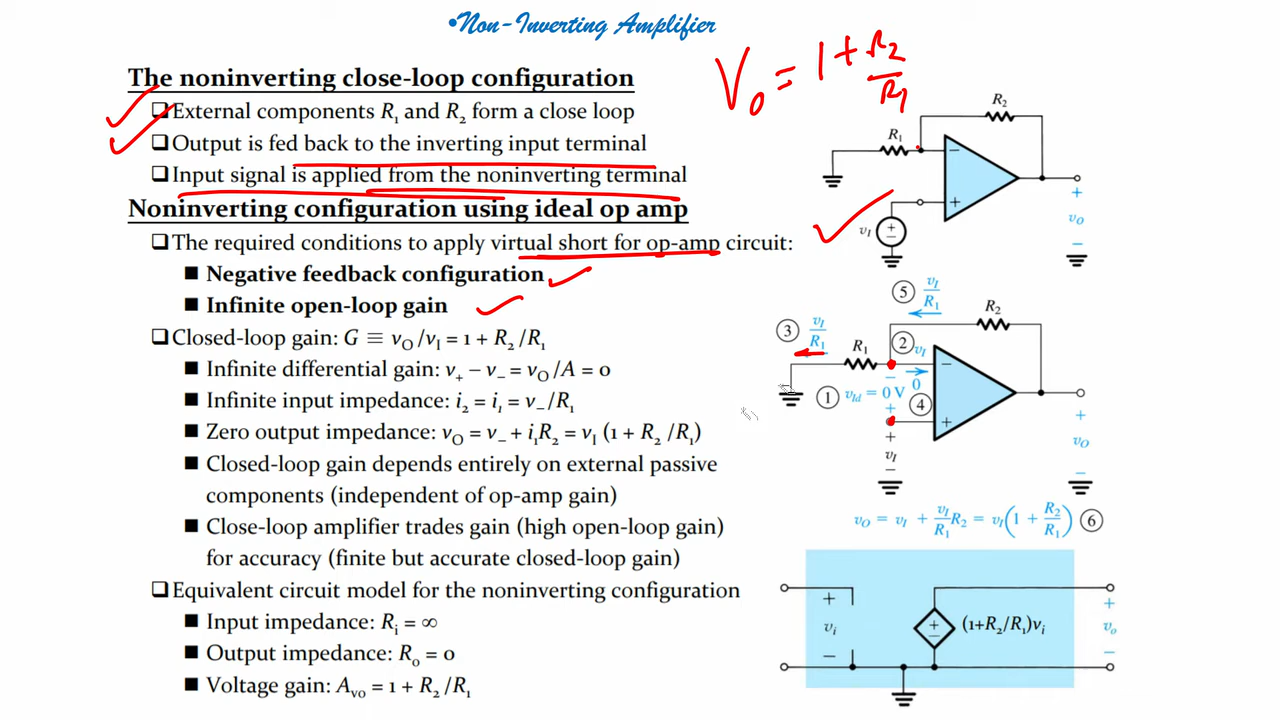 •Non-Inverting Amplifier
V₀ = 1 + R₂/R₁
The noninverting close-loop configuration
❑External components R₁ and R₂ form a close loop
❑Output is fed back to the inverting input terminal
❑Input signal is applied from the noninverting terminal
Noninverting configuration using ideal op amp
❑The required conditions to apply virtual short for op-amp circuit:
■ Negative feedback configuration
■ Infinite open-loop gain
❑Closed-loop gain: G ≡ vO/vI = 1 + R₂/R₁
■ Infinite differential gain: v₊ − v₋ = vO/A = 0
■ Infinite input impedance: i₂ = i₁ = v₋/R₁
■ Zero output impedance: vO = v₋ + i₁R₂ = vI (1 + R₂/R₁)
■ Closed-loop gain depends entirely on external passive
components (independent of op-amp gain)
■ Close-loop amplifier trades gain (high open-loop gain)
for accuracy (finite but accurate closed-loop gain)
❑Equivalent circuit model for the noninverting configuration
■ Input impedance: Ri = ∞
■ Output impedance: Ro = 0
■ Voltage gain: Avo = 1 + R₂/R₁
R₂
R₁
−
+
vI
+
−
+
vO
−
⑤ vI/R₁
③ vI/R₁
R₂
R₁
② vI
−
0
① vId = 0 V
④
+
−
+
+
vI
−
+
vO
−
vO = vI + vI/R₁ R₂ = vI(1 + R₂/R₁) ⑥
+
vi
−
+
−
(1+R₂/R₁)vi
+
vo
−